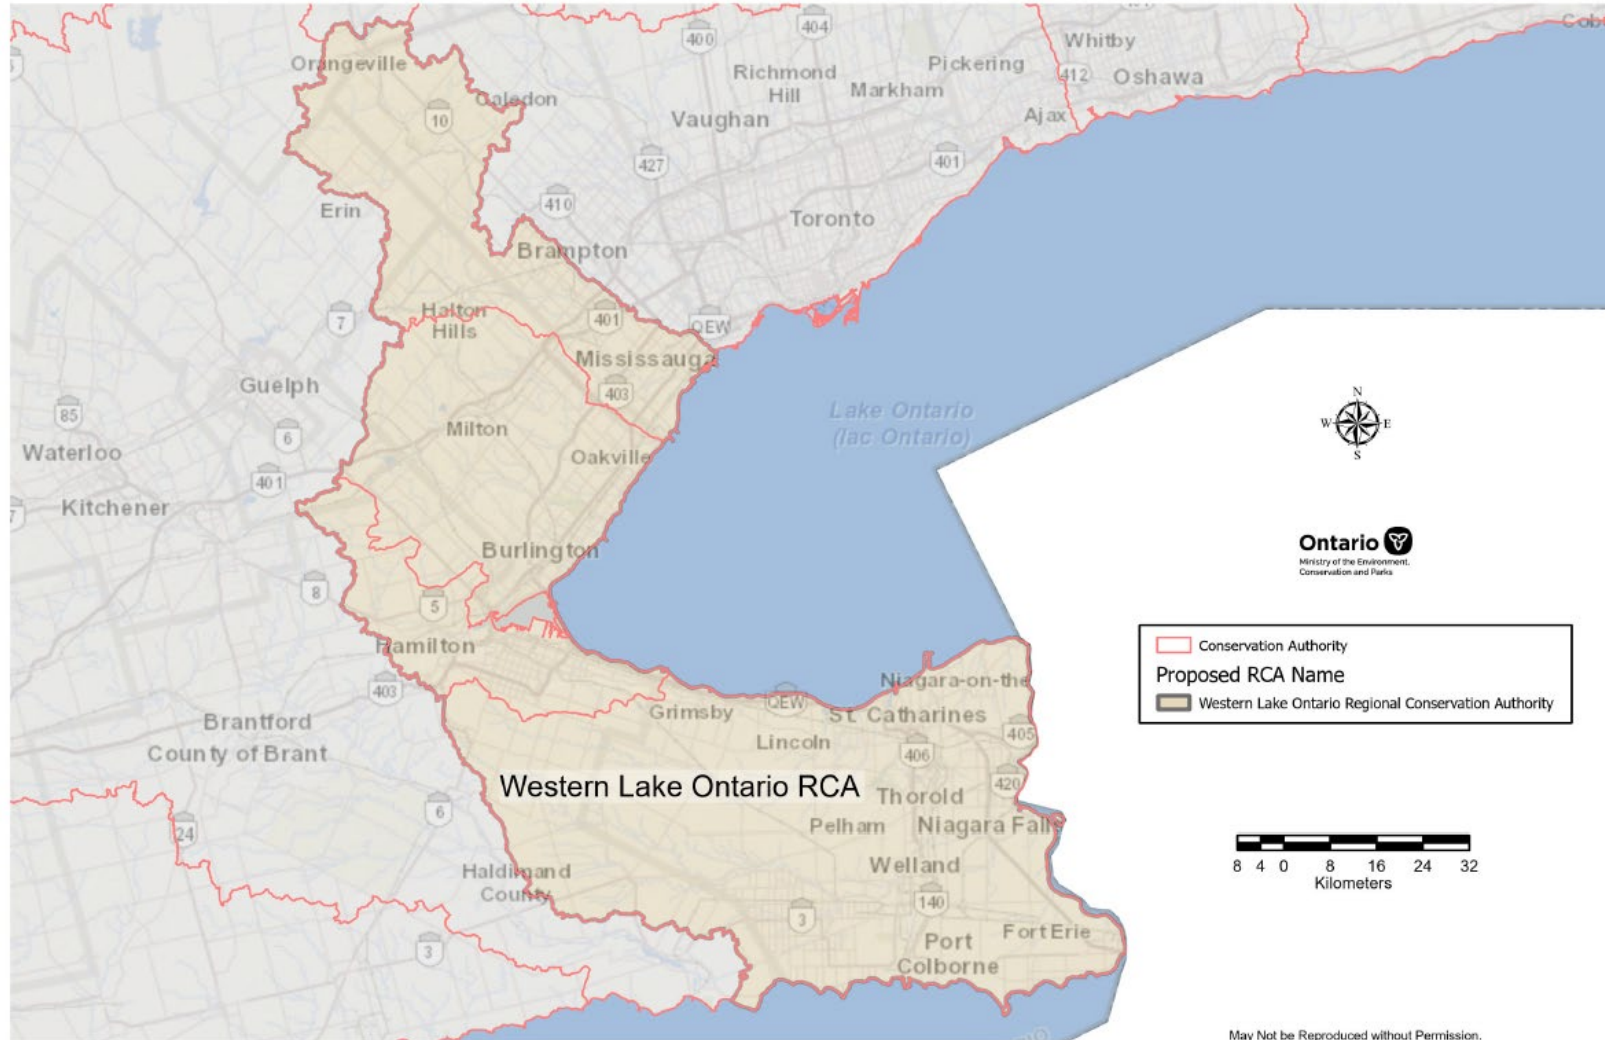 Orangeville
Caledon
10
400
404
Richmond
Hill
Markham
Pickering
Whitby
412
Oshawa
Ajax
Vaughan
427
401
Erin
410
Toronto
Brampton
Halton
Hills
7
401
QEW
Mississauga
403
Guelph
85
6
Milton
Waterloo
Oakville
401
Kitchener
Lake Ontario
(lac Ontario)
Burlington
8
5
Hamilton
403
Brantford
County of Brant
Grimsby
QEW
Niagara-on-the
St. Catharines
Lincoln
406
405
420
Western Lake Ontario RCA
Thorold
Pelham
Niagara Falls
6
24
Haldimand
County
Welland
140
3
3
Port
Colborne
Fort Erie
N
W
E
S
Ontario
Ministry of the Environment,
Conservation and Parks
Conservation Authority
Proposed RCA Name
Western Lake Ontario Regional Conservation Authority
8 4 0 8 16 24 32
Kilometers
May Not be Reproduced without Permission.